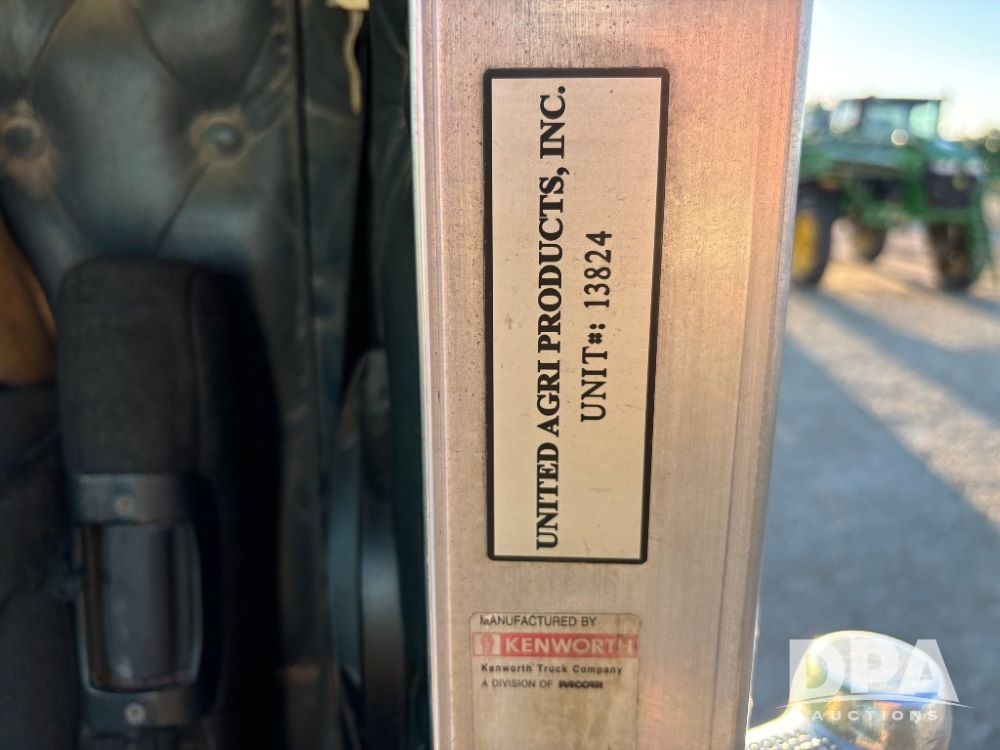 UNITED AGRI PRODUCTS, INC.
UNIT#: 13824
MANUFACTURED BY
KENWORTH
Kenworth Truck Company
A DIVISION OF PACCAR
DPA
AUCTIONS